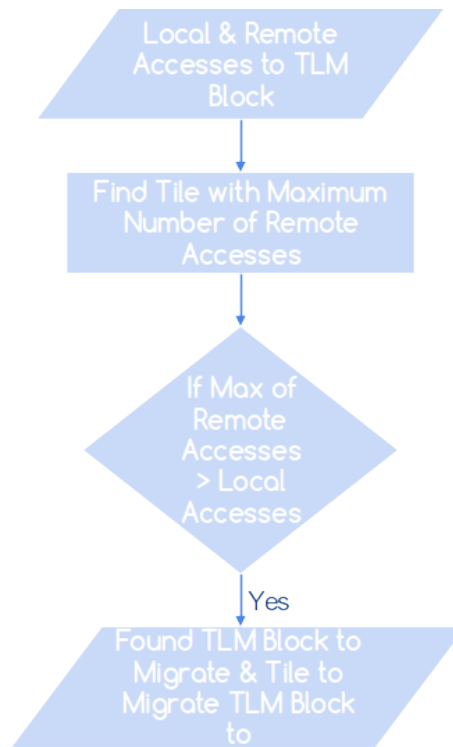 Local & Remote
Accesses to TLM
Block
Find Tile with Maximum
Number of Remote
Accesses
If Max of
Remote
Accesses
> Local
Accesses
Yes
Found TLM Block to
Migrate & Tile to
Migrate TLM Block
to